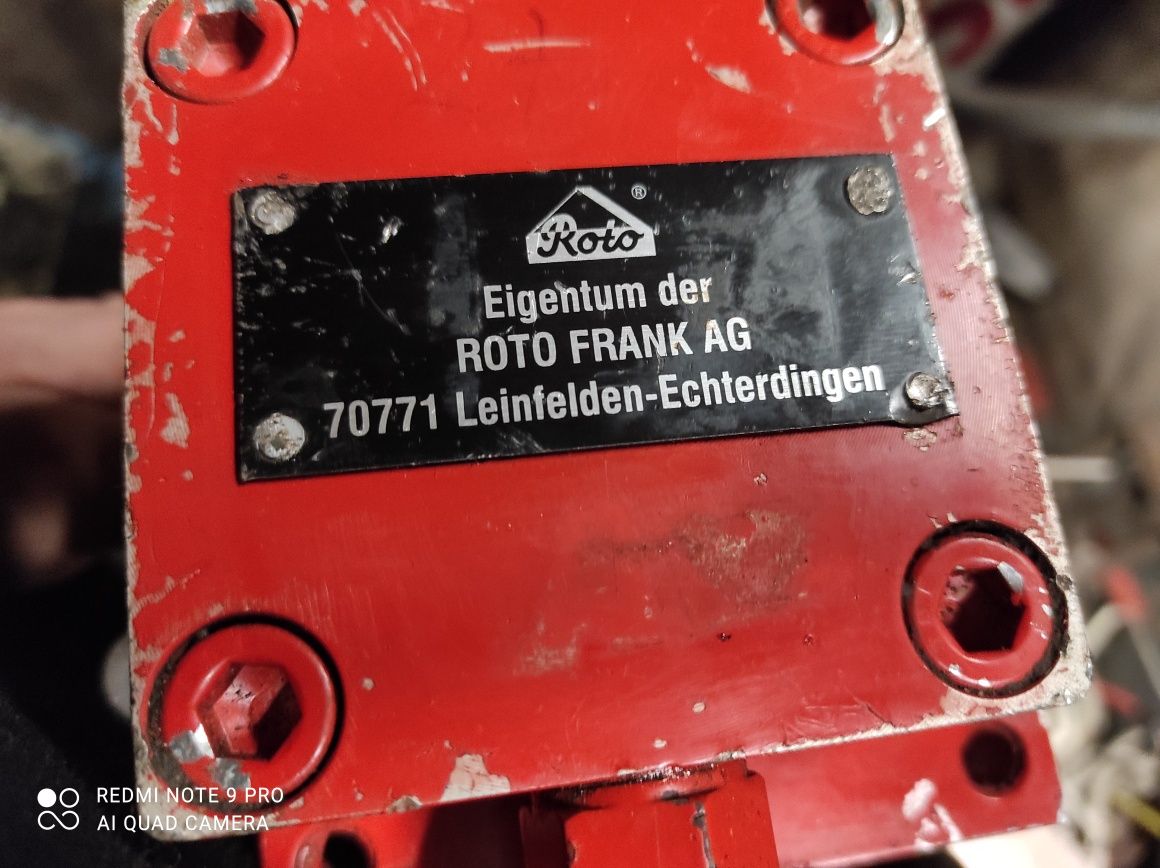 Roto ®
Eigentum der
ROTO FRANK AG
70771 Leinfelden-Echterdingen
REDMI NOTE 9 PRO
AI QUAD CAMERA